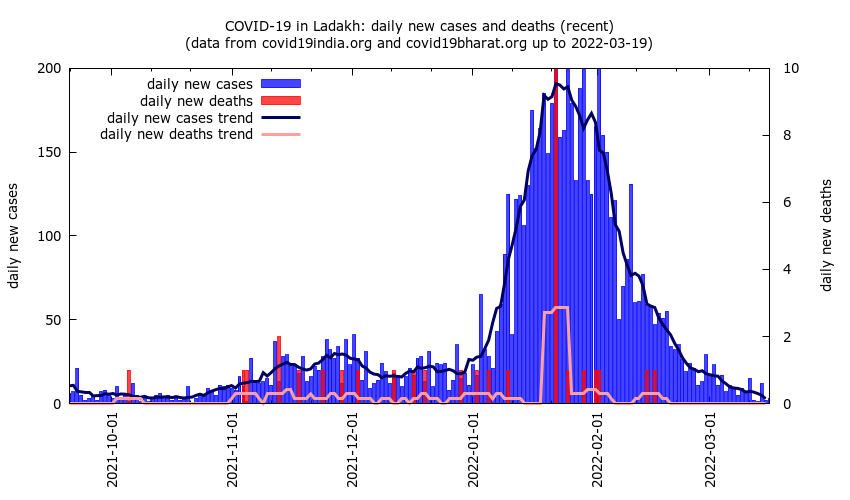 COVID-19 in Ladakh: daily new cases and deaths (recent)
(data from covid19india.org and covid19bharat.org up to 2022-03-19)
daily new cases
daily new deaths
daily new cases trend
daily new deaths trend
200
150
100
50
0
10
8
6
4
2
0
daily new cases
daily new deaths
2021-10-01
2021-11-01
2021-12-01
2022-01-01
2022-02-01
2022-03-01